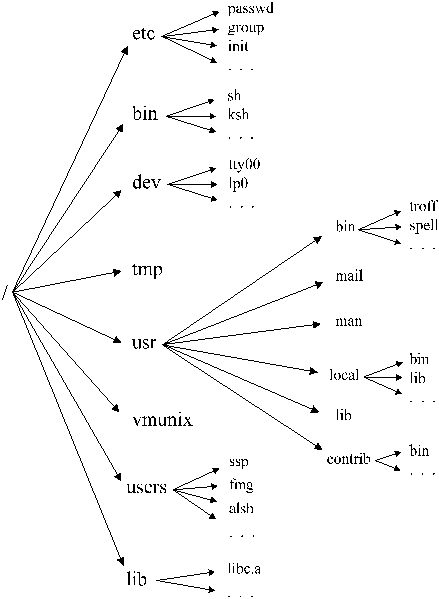 /
etc
passwd
group
init
. . .
bin
sh
ksh
. . .
dev
tty00
lp0
. . .
tmp
usr
bin
troff
spell
. . .
mail
man
local
bin
lib
. . .
lib
contrib
bin
. . .
vmunix
users
ssp
fmg
alsh
. . .
lib
libc.a
. . .